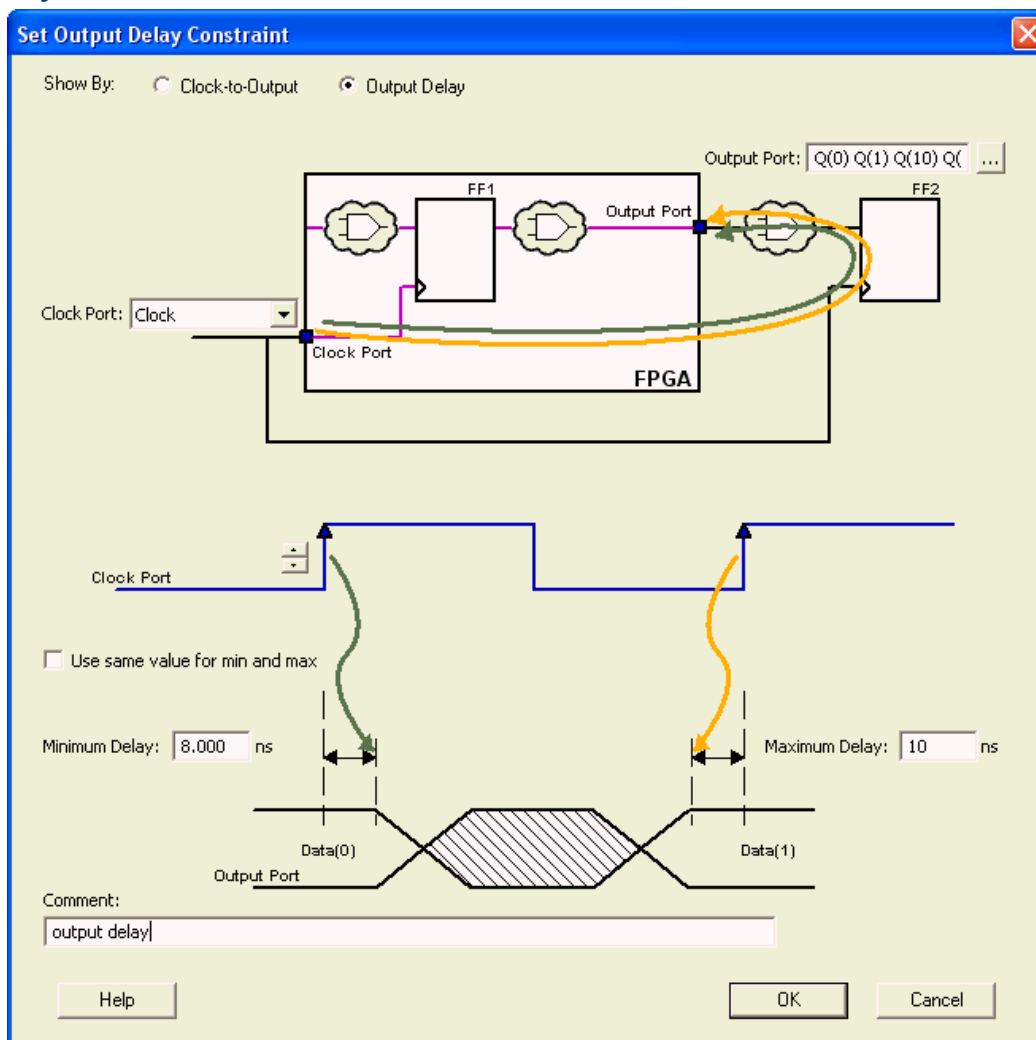 Set Output Delay Constraint
Show By: Clock-to-Output Output Delay
Output Port: Q(0) Q(1) Q(10) Q( ...
FF1
FF2
Output Port
Clock Port: Clock
Clock Port
FPGA
Clock Port
Use same value for min and max
Minimum Delay: 8.000 ns
Maximum Delay: 10 ns
Data(0)
Data(1)
Output Port
Comment:
output delay
Help
OK
Cancel